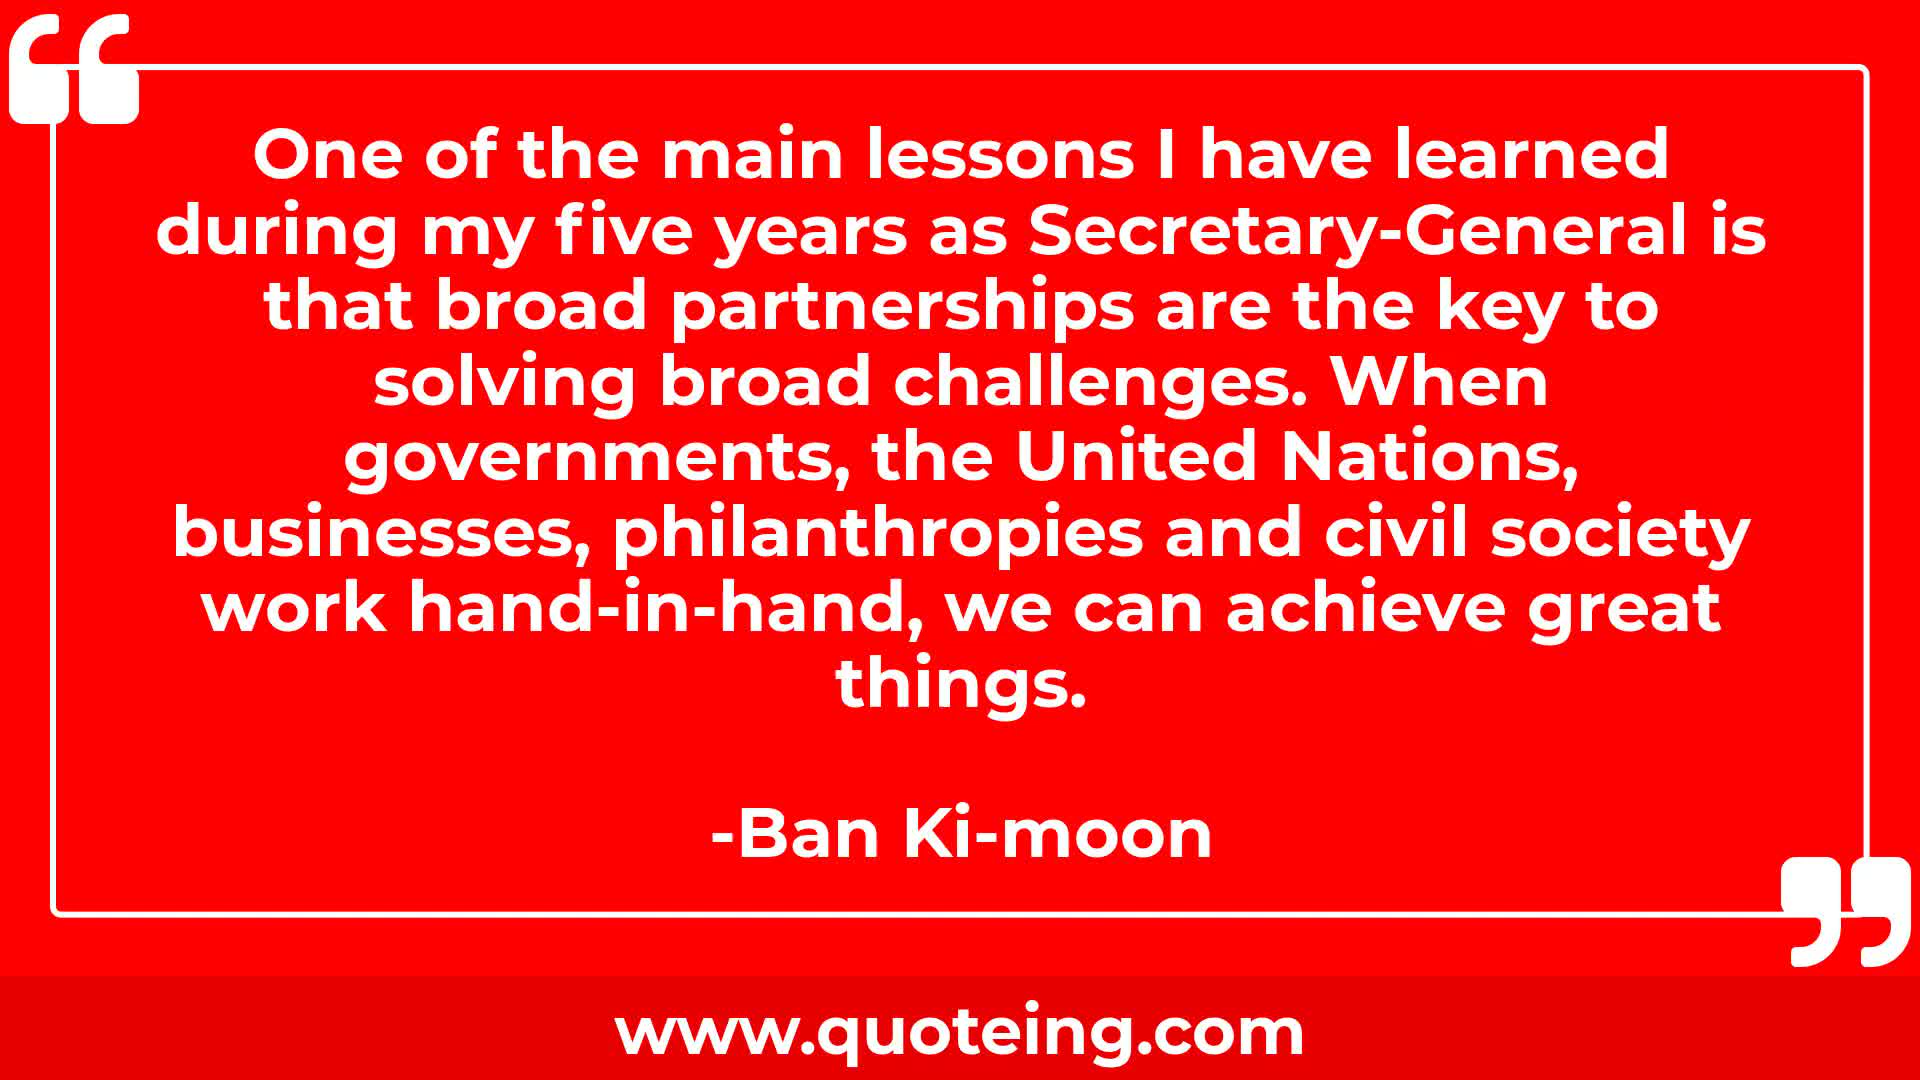 One of the main lessons I have learned
during my five years as Secretary-General is
that broad partnerships are the key to
solving broad challenges. When
governments, the United Nations,
businesses, philanthropies and civil society
work hand-in-hand, we can achieve great
things.
-Ban Ki-moon
www.quoteing.com